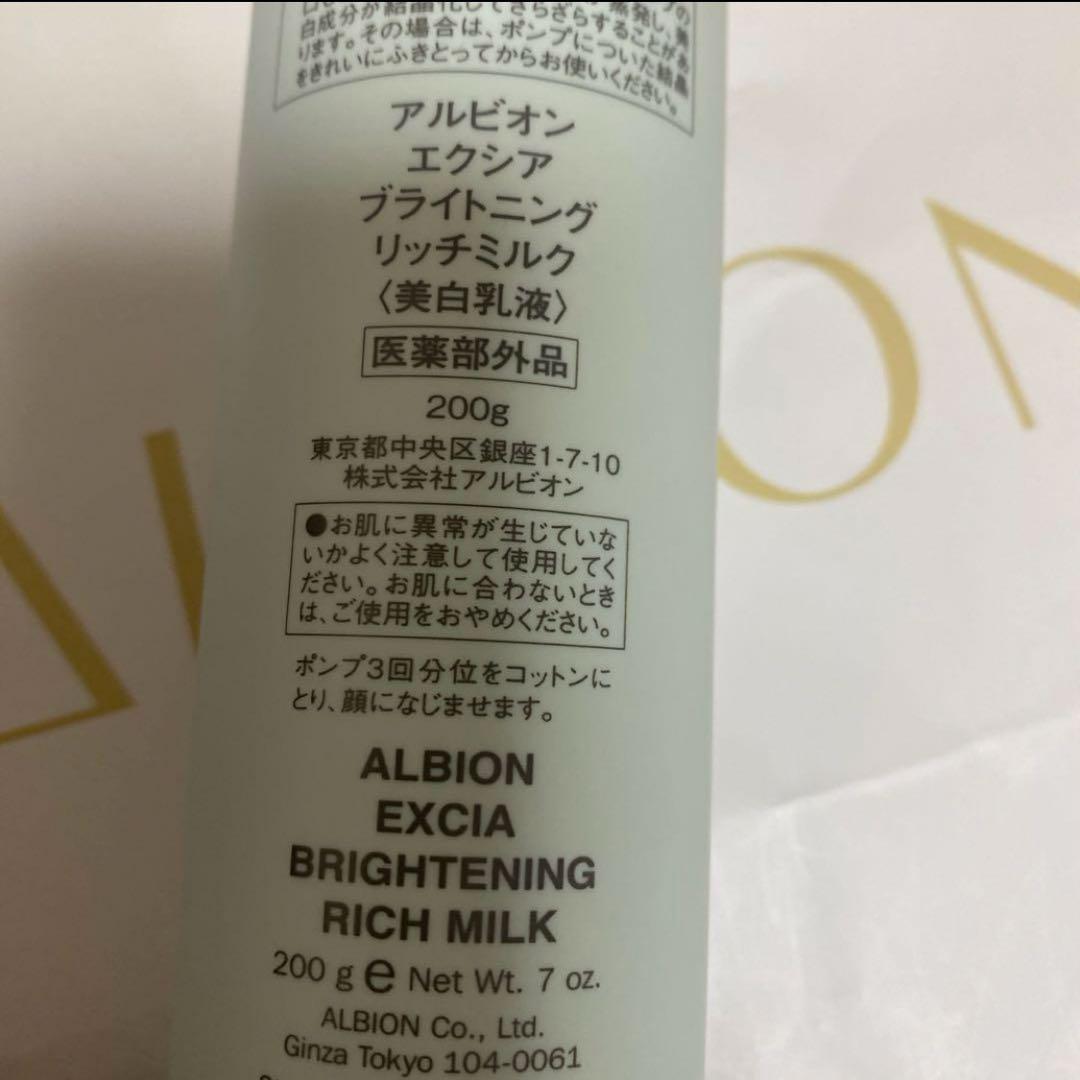 白成分が結晶化してきらざらすることがあ
ります。その場合は、ポンプについた結晶
をきれいにふきとってからお使いください。
アルビオン
エクシア
ブライトニング
リッチミルク
〈美白乳液〉
医薬部外品
200g
東京都中央区銀座1-7-10
株式会社アルビオン
●お肌に異常が生じていな
いかよく注意して使用してく
ださい。お肌に合わないとき
は、ご使用をおやめください。
ポンプ3回分位をコットンに
とり、顔になじませます。
ALBION
EXCIA
BRIGHTENING
RICH MILK
200 g e Net Wt. 7 oz.
ALBION Co., Ltd.
Ginza Tokyo 104-0061